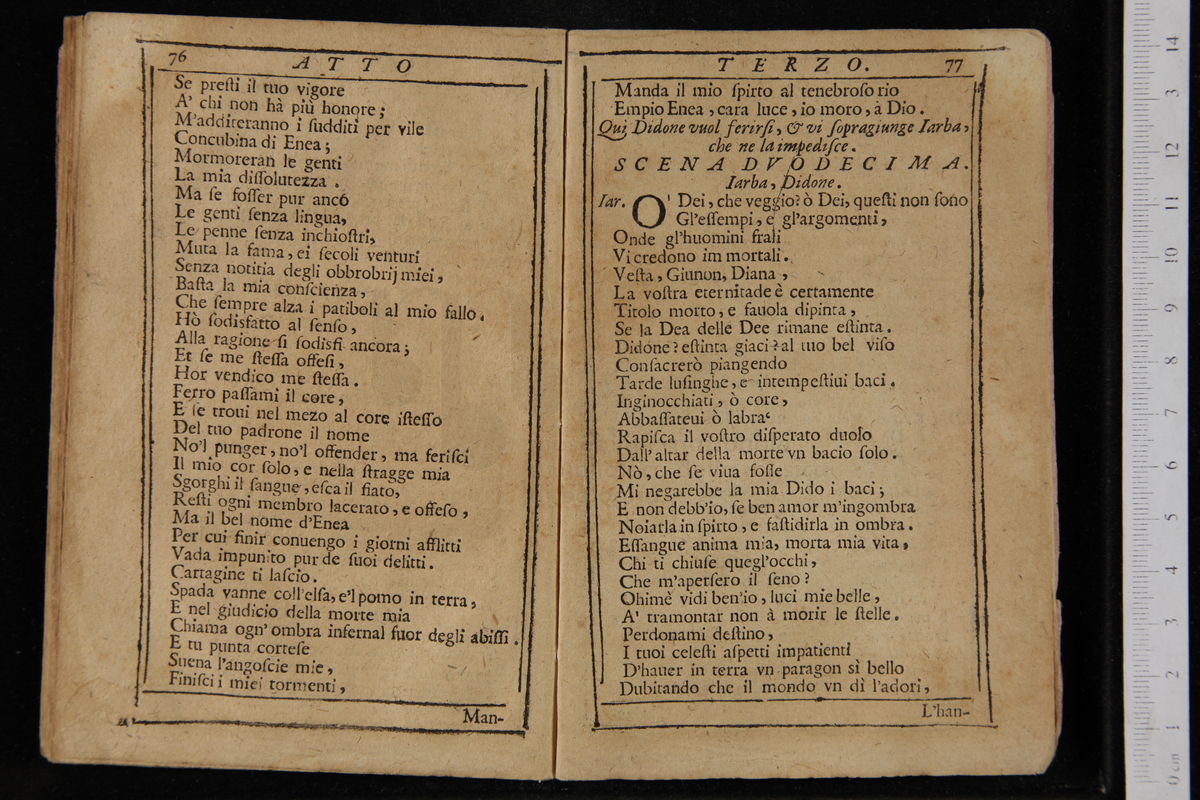 76 ATTO
Se preſti il tuo vigore
A' chi non hà più honore;
M'additeranno i ſudditi per vile
Concubina di Enea;
Mormoreran le genti
La mia diſſolutezza.
Ma ſe foſſer pur ancó
Le genti ſenza lingua,
Le penne ſenza inchioſtri,
Muta la fama, ei ſecoli venturi
Senza notitia degli obbrobrij miei,
Baſta la mia conſcienza,
Che ſempre alza i patiboli al mio fallo.
Hò ſodisfatto al ſenſo,
Alla ragione ſi ſodisfi ancora;
Et ſe me ſteſſa offeſi,
Hor vendico me ſteſſa.
Ferro paſſami il core,
E ſe troui nel mezo al core iſteſſo
Del tuo padrone il nome
No'l punger, no'l offender, ma feriſci
Il mio cor ſolo, e nella ſtragge mia
Sgorghi il ſangue, eſca il fiato,
Reſti ogni membro lacerato, e offeſo,
Ma il bel nome d'Enea
Per cui finir conuengo i giorni afflitti
Vada impunito pur de ſuoi delitti.
Cartagine ti laſcio.
Spada vanne coll'elſa, e'l pomo in terra,
E nel giudicio della morte mia
Chiama ogn' ombra infernal fuor degli abiſſi.
E tu punta corteſe
Suena l'angoſcie mie,
Finiſci i miei tormenti,
Man-
TERZO. 77
Manda il mio ſpirto al tenebroſo rio
Empio Enea, cara luce, io moro, à Dio.
Qui Didone vuol ferirſi, & vi ſopragiunge Iarba,
che ne la impediſce.
SCENA DVODECIMA.
Iarba, Didone.
Iar. O' Dei, che veggio? ò Dei, queſti non ſono
Gl'eſſempi, e gl'argomenti,
Onde gl'huomini frali
Vi credono im mortali.
Veſta, Giunon, Diana,
La voſtra eternitade è certamente
Titolo morto, e fauola dipinta,
Se la Dea delle Dee rimane eſtinta.
Didone? eſtinta giaci? al tuo bel viſo
Conſacrerò piangendo
Tarde luſinghe, e intempeſtiui baci.
Inginocchiati, ò core,
Abbaſſateui ò labra‘
Rapiſca il voſtro diſperato duolo
Dall'altar della morte vn bacio ſolo.
Nò, che ſe viua foſſe
Mi negarebbe la mia Dido i baci;
E non debb'io, ſe ben amor m'ingombra
Noiarla in ſpirto, e faſtidirla in ombra.
Eſſangue anima mia, morta mia vita,
Chi ti chiuſe quegl'occhi,
Che m'aperſero il ſeno?
Ohimè vidi ben'io, luci mie belle,
A' tramontar non à morir le ſtelle.
Perdonami deſtino,
I tuoi celeſti aſpetti impatienti
D'hauer in terra vn paragon sì bello
Dubitando che il mondo vn dì l'adori,
L'han-
14
3
12
11
10
9
8
7
6
5
4
3
2
1
0 cm